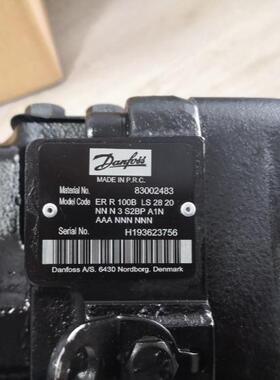 Danfoss
MADE IN P.R.C.
Material No. 83002483
Model Code ER R 100B LS 28 20
NN N 3 S2BP A1N
AAA NNN NNN
Serial No. H193623756
Danfoss A/S. 6430 Nordborg. Denmark